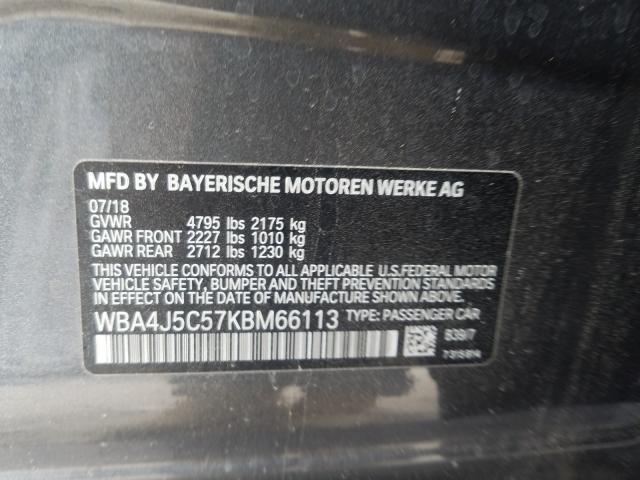 MFD BY BAYERISCHE MOTOREN WERKE AG
07/18
GVWR 4795 lbs 2175 kg
GAWR FRONT 2227 lbs 1010 kg
GAWR REAR 2712 lbs 1230 kg
THIS VEHICLE CONFORMS TO ALL APPLICABLE U.S.FEDERAL MOTOR
VEHICLE SAFETY, BUMPER AND THEFT PREVENTION STANDARDS
IN EFFECT ON THE DATE OF MANUFACTURE SHOWN ABOVE.
WBA4J5C57KBM66113 TYPE: PASSENGER CAR